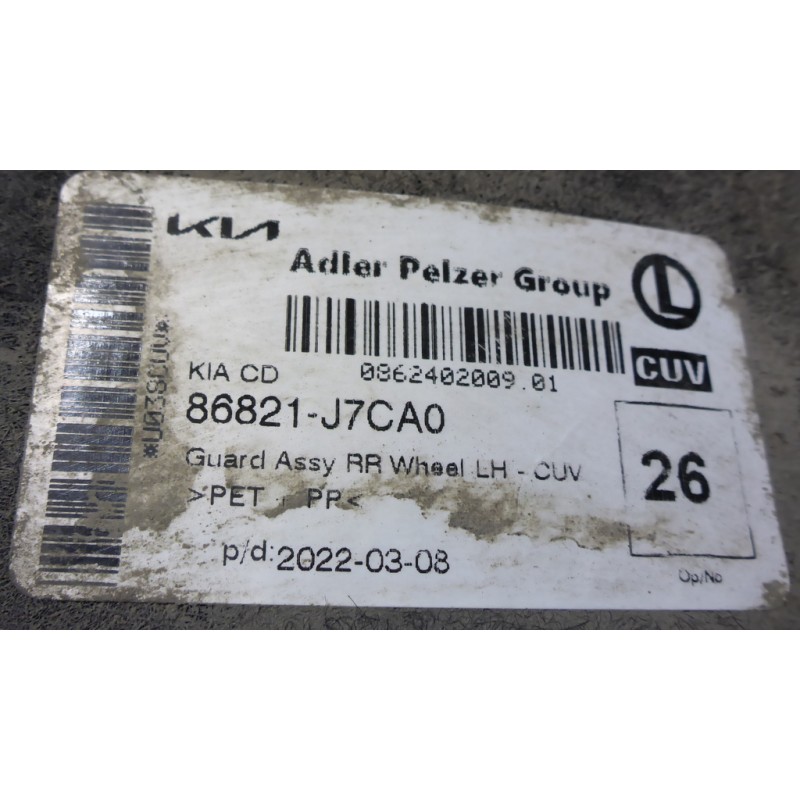 KIA
Adler Pelzer Group
L
0862402009.01
CUV
KIA CD
86821-J7CA0
Guard Assy RR Wheel LH - CUV
>PET + PP<
26
p/d: 2022-03-08
Op/No
*U038CUV*